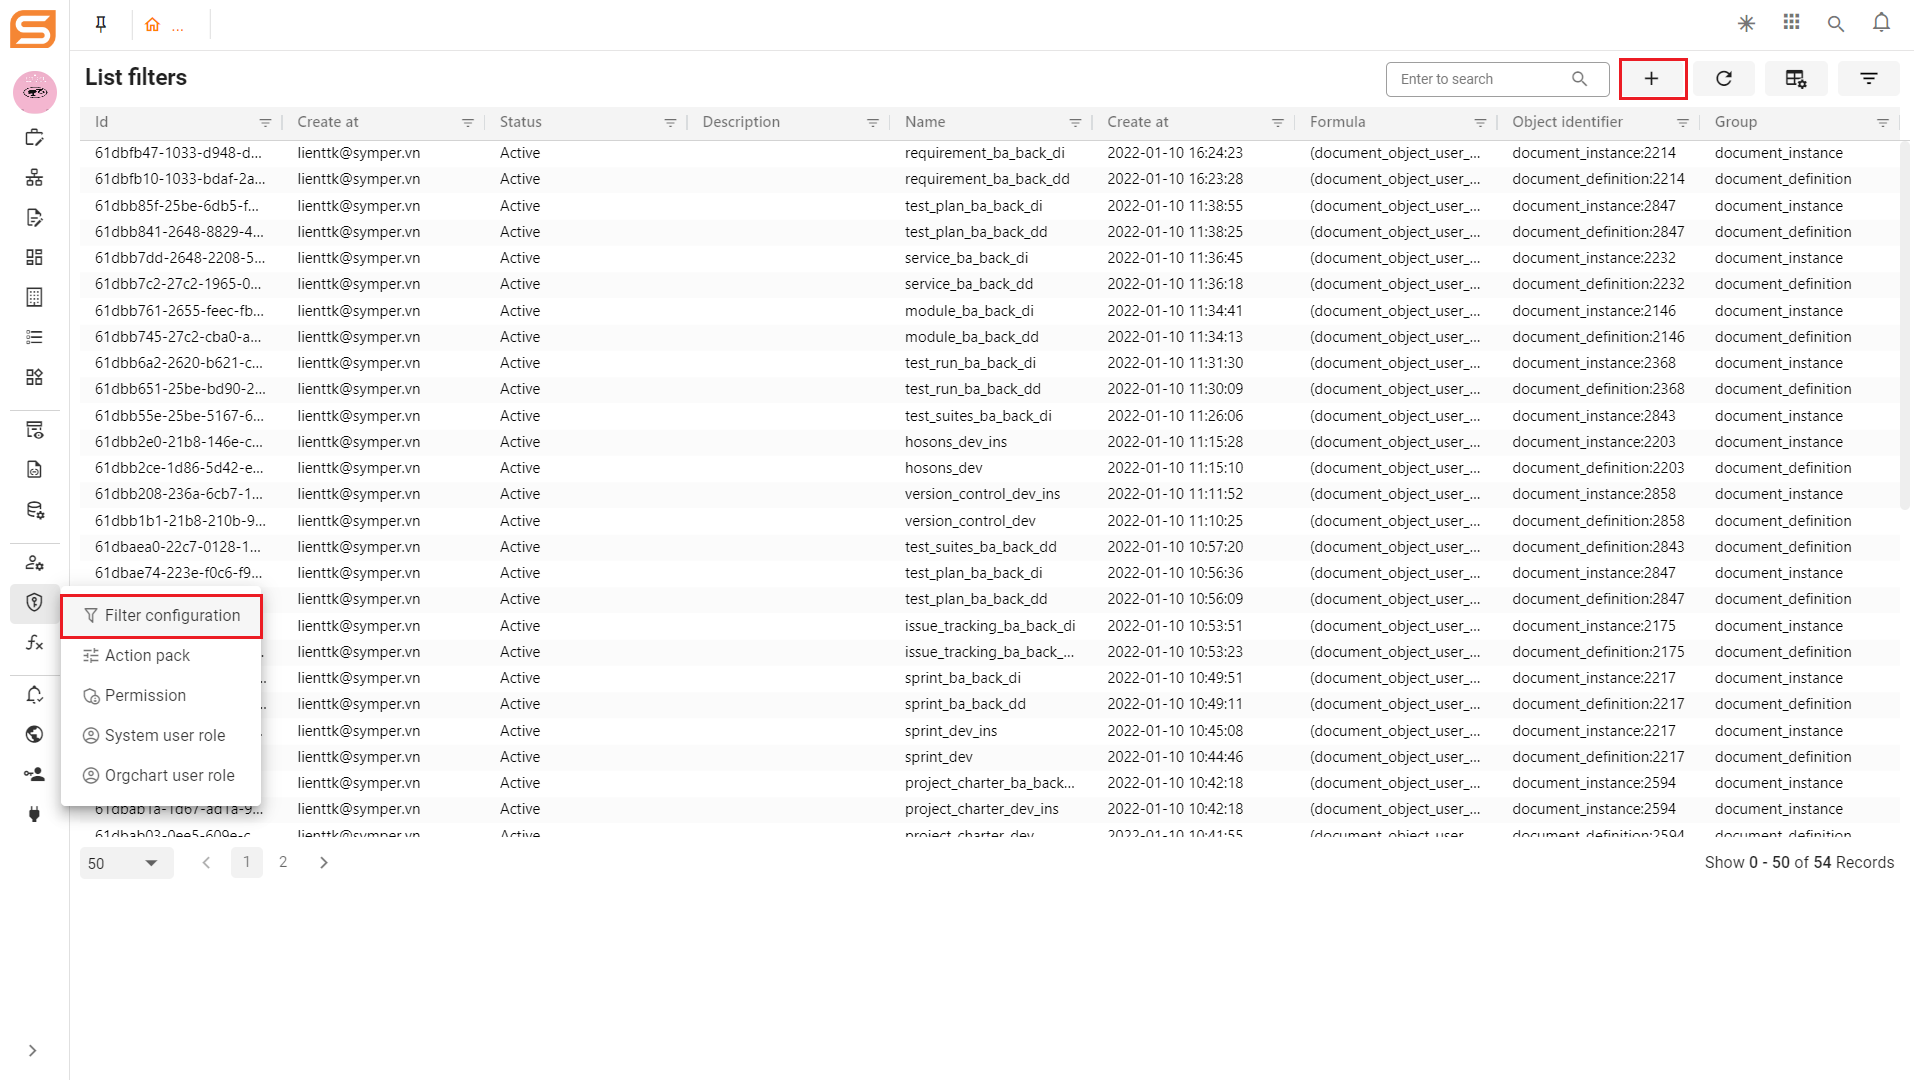 ...
List filters
Enter to search
Id Create at Status Description Name Create at Formula Object identifier Group
61dbfb47-1033-d948-d... lienttk@symper.vn Active requirement_ba_back_di 2022-01-10 16:24:23 (document_object_user_... document_instance:2214 document_instance
61dbfb10-1033-bdaf-2a... lienttk@symper.vn Active requirement_ba_back_dd 2022-01-10 16:23:28 (document_object_user_... document_definition:2214 document_definition
61dbb85f-25be-6db5-f... lienttk@symper.vn Active test_plan_ba_back_di 2022-01-10 11:38:55 (document_object_user_... document_instance:2847 document_instance
61dbb841-2648-8829-4... lienttk@symper.vn Active test_plan_ba_back_dd 2022-01-10 11:38:25 (document_object_user_... document_definition:2847 document_definition
61dbb7dd-2648-2208-5... lienttk@symper.vn Active service_ba_back_di 2022-01-10 11:36:45 (document_object_user_... document_instance:2232 document_instance
61dbb7c2-27c2-1965-0... lienttk@symper.vn Active service_ba_back_dd 2022-01-10 11:36:18 (document_object_user_... document_definition:2232 document_definition
61dbb761-2655-feec-fb... lienttk@symper.vn Active module_ba_back_di 2022-01-10 11:34:41 (document_object_user_... document_instance:2146 document_instance
61dbb745-27c2-cba0-a... lienttk@symper.vn Active module_ba_back_dd 2022-01-10 11:34:13 (document_object_user_... document_definition:2146 document_definition
61dbb6a2-2620-b621-c... lienttk@symper.vn Active test_run_ba_back_di 2022-01-10 11:31:30 (document_object_user_... document_instance:2368 document_instance
61dbb651-25be-bd90-2... lienttk@symper.vn Active test_run_ba_back_dd 2022-01-10 11:30:09 (document_object_user_... document_definition:2368 document_definition
61dbb55e-25be-5167-6... lienttk@symper.vn Active test_suites_ba_back_di 2022-01-10 11:26:06 (document_object_user_... document_instance:2843 document_instance
61dbb2e0-21b8-146e-c... lienttk@symper.vn Active hosons_dev_ins 2022-01-10 11:15:28 (document_object_user_... document_instance:2203 document_instance
61dbb2ce-1d86-5d42-e... lienttk@symper.vn Active hosons_dev 2022-01-10 11:15:10 (document_object_user_... document_definition:2203 document_definition
61dbb208-236a-6cb7-1... lienttk@symper.vn Active version_control_dev_ins 2022-01-10 11:11:52 (document_object_user_... document_instance:2858 document_instance
61dbb1b1-21b8-210b-9... lienttk@symper.vn Active version_control_dev 2022-01-10 11:10:25 (document_object_user_... document_definition:2858 document_definition
61dbaea0-22c7-0128-1... lienttk@symper.vn Active test_suites_ba_back_dd 2022-01-10 10:57:20 (document_object_user_... document_definition:2843 document_definition
61dbae74-223e-f0c6-f9... lienttk@symper.vn Active test_plan_ba_back_di 2022-01-10 10:56:36 (document_object_user_... document_instance:2847 document_instance
lienttk@symper.vn Active test_plan_ba_back_dd 2022-01-10 10:56:09 (document_object_user_... document_definition:2847 document_definition
Filter configuration
lienttk@symper.vn Active issue_tracking_ba_back_di 2022-01-10 10:53:51 (document_object_user_... document_instance:2175 document_instance
Action pack
lienttk@symper.vn Active issue_tracking_ba_back_... 2022-01-10 10:53:23 (document_object_user_... document_definition:2175 document_definition
lienttk@symper.vn Active sprint_ba_back_di 2022-01-10 10:49:51 (document_object_user_... document_instance:2217 document_instance
Permission
lienttk@symper.vn Active sprint_ba_back_dd 2022-01-10 10:49:11 (document_object_user_... document_definition:2217 document_definition
System user role
lienttk@symper.vn Active sprint_dev_ins 2022-01-10 10:45:08 (document_object_user_... document_instance:2217 document_instance
lienttk@symper.vn Active sprint_dev 2022-01-10 10:44:46 (document_object_user_... document_definition:2217 document_definition
Orgchart user role
lienttk@symper.vn Active project_charter_ba_back... 2022-01-10 10:42:18 (document_object_user_... document_instance:2594 document_instance
61dbab1a-1d67-ad1a-9... lienttk@symper.vn Active project_charter_dev_ins 2022-01-10 10:42:18 (document_object_user_... document_instance:2594 document_instance
61dbab03-0ee5-609e-c... lienttk@symper.vn Active project_charter_dev 2022-01-10 10:41:55 (document_object_user_... document_definition:2594 document_definition
50 1 2 Show 0 - 50 of 54 Records